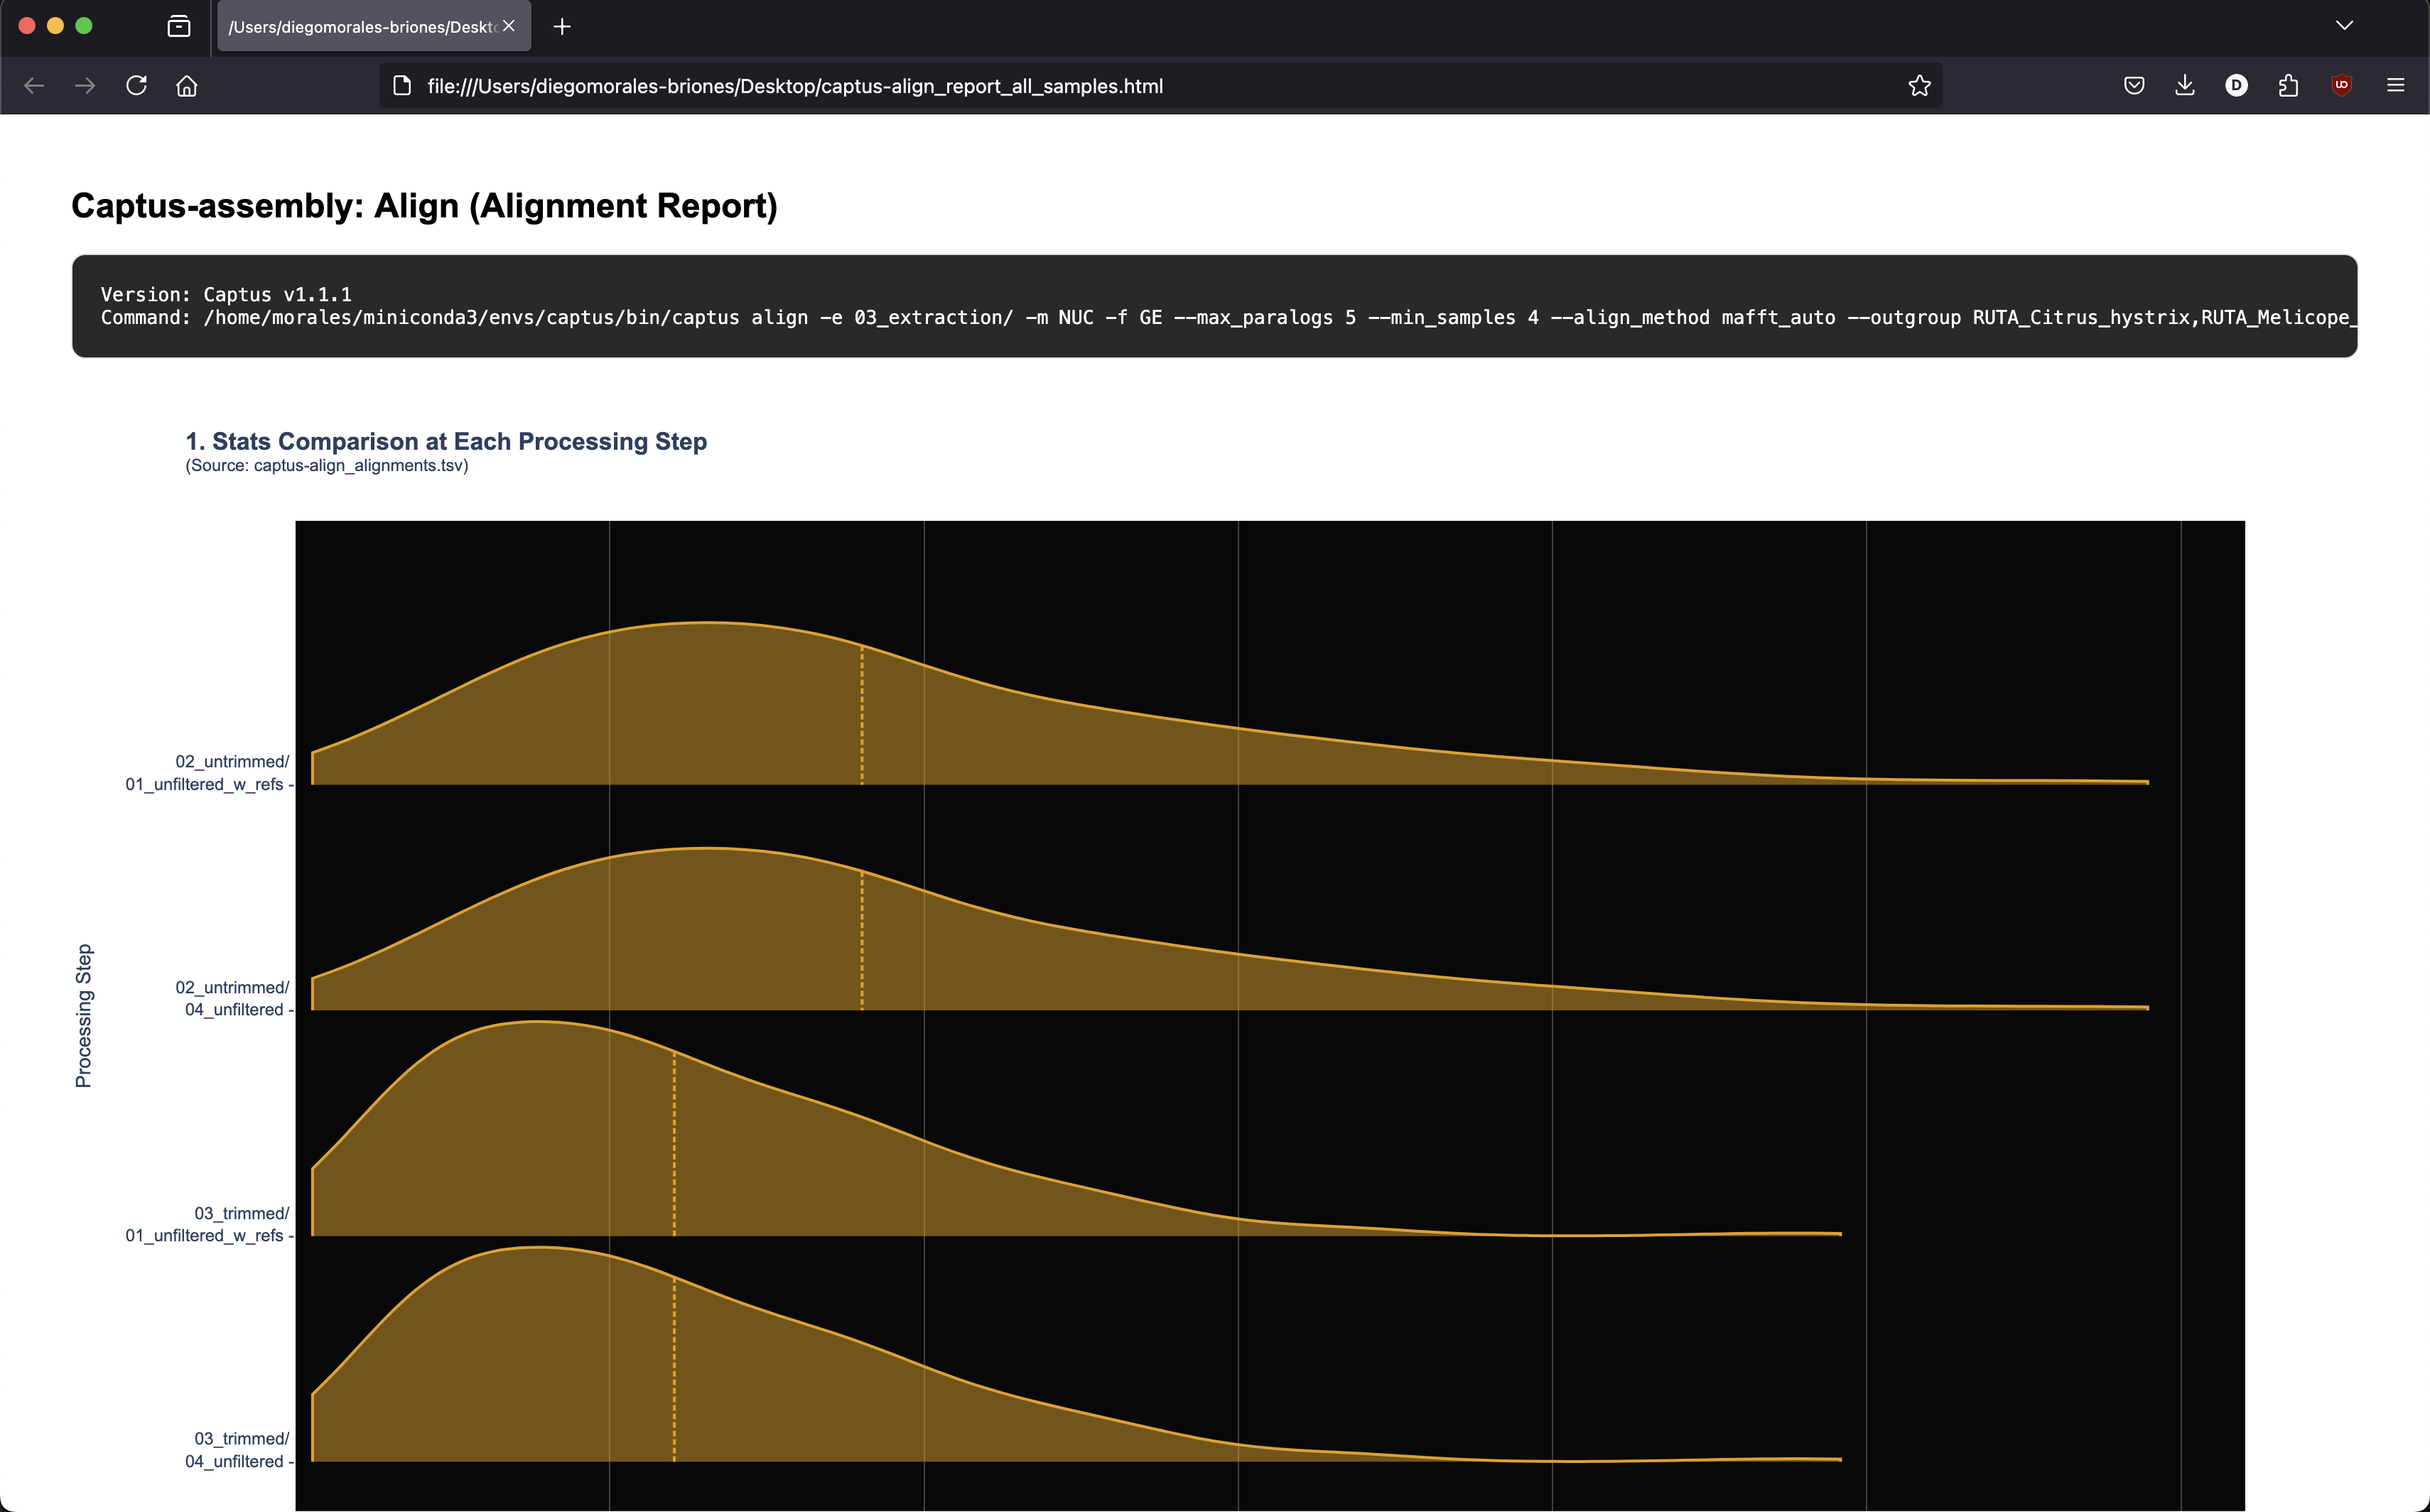 /Users/diegomorales-briones/Deskto
file:///Users/diegomorales-briones/Desktop/captus-align_report_all_samples.html
D
Captus-assembly: Align (Alignment Report)
Version: Captus v1.1.1
Command: /home/morales/miniconda3/envs/captus/bin/captus align -e 03_extraction/ -m NUC -f GE --max_paralogs 5 --min_samples 4 --align_method mafft_auto --outgroup RUTA_Citrus_hystrix,RUTA_Melicope_
1. Stats Comparison at Each Processing Step
(Source: captus-align_alignments.tsv)
Processing Step
02_untrimmed/
01_unfiltered_w_refs
02_untrimmed/
04_unfiltered
03_trimmed/
01_unfiltered_w_refs
03_trimmed/
04_unfiltered